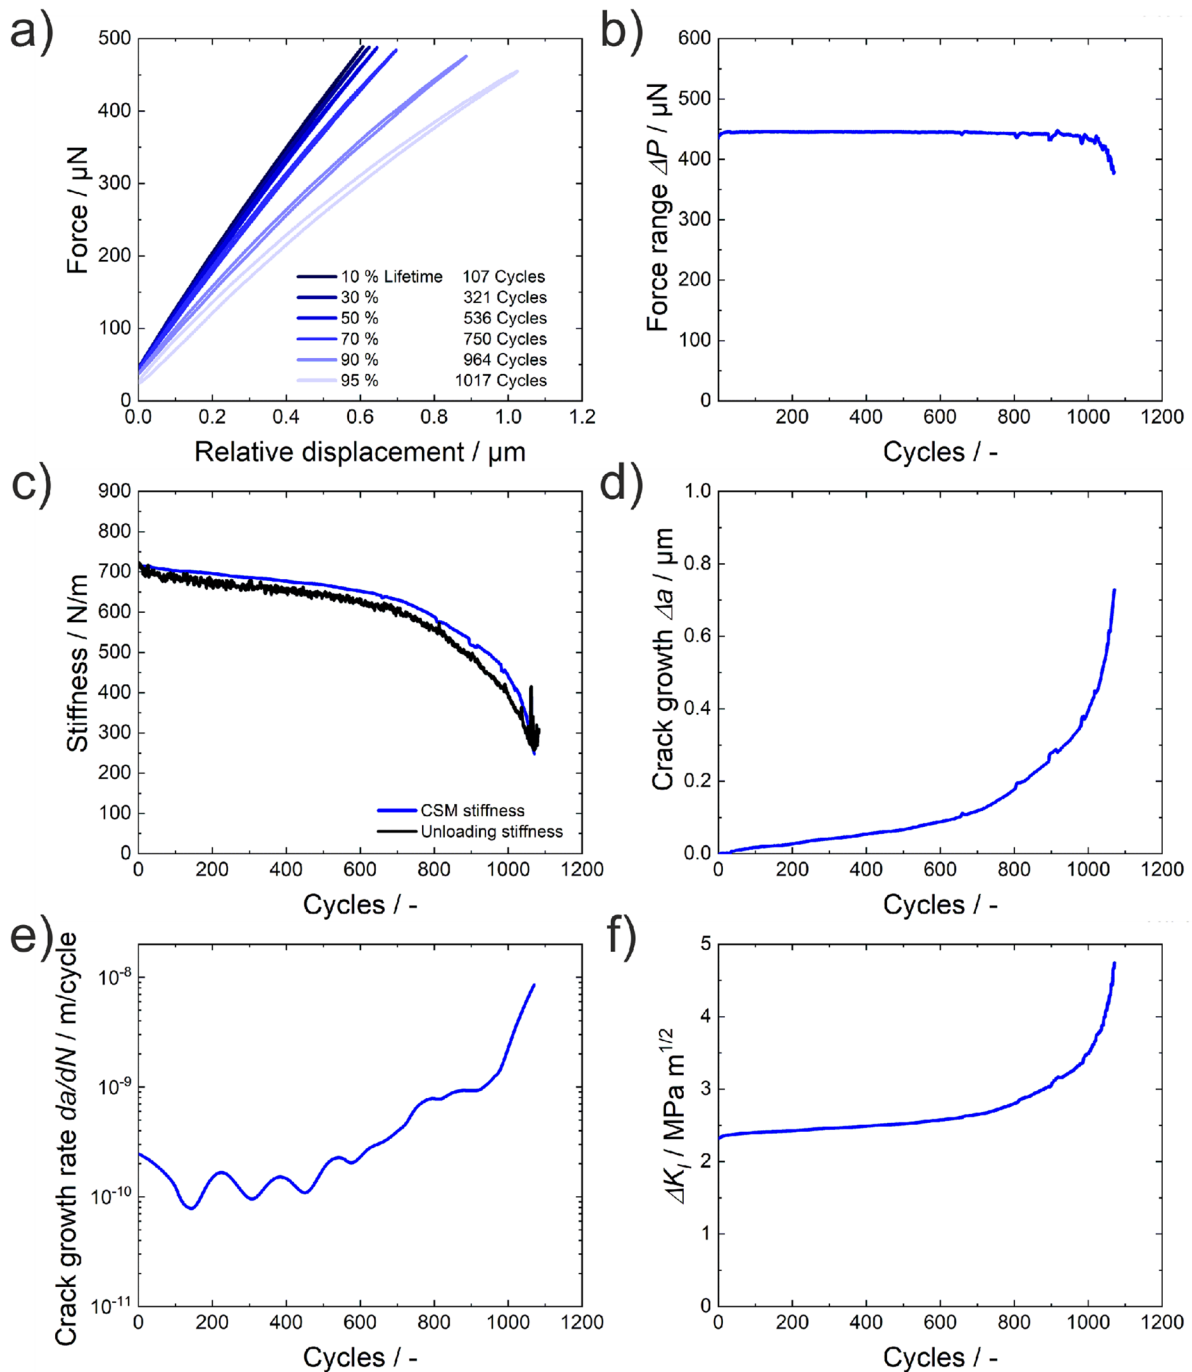 a)
Force / µN
500
400
300
200
100
0
0.0 0.2 0.4 0.6 0.8 1.0 1.2
Relative displacement / µm
10 % Lifetime 107 Cycles
30 % 321 Cycles
50 % 536 Cycles
70 % 750 Cycles
90 % 964 Cycles
95 % 1017 Cycles
b)
Force range ΔP / µN
600
500
400
300
200
400
300
200
100
0
200 400 600 800 1000 1200
Cycles / -
c)
Stiffness / N/m
900
800
700
600
500
400
300
200
100
0
0 200 400 600 800 1000 1200
Cycles / -
CSM stiffness
Unloading stiffness
d)
Crack growth Δa / µm
1.0
0.8
0.6
0.4
0.2
0.0
200 400 600 800 1000 1200
Cycles / -
e)
Crack growth rate da/dN / m/cycle
10-8
10-9
10-10
10-11
0 200 400 600 800 1000 1200
Cycles / -
f)
ΔKI / MPa m1/2
5
4
3
2
1
0
200 400 600 800 1000 1200
Cycles / -